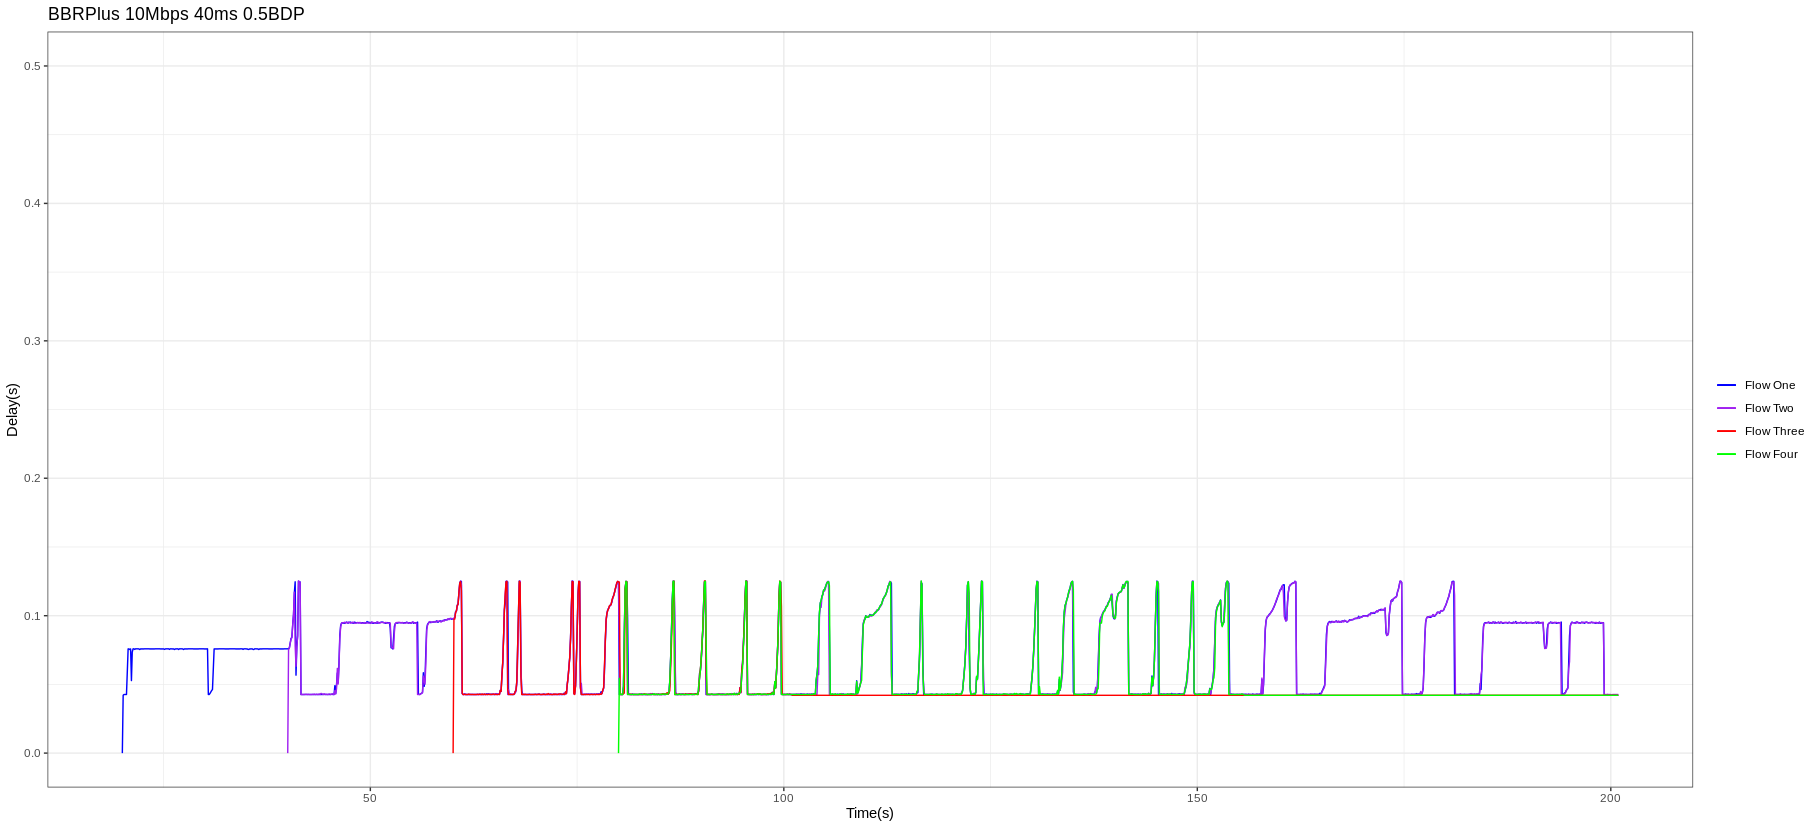 BBRPlus 10Mbps 40ms 0.5BDP
0.5
0.4
0.3
0.2
0.1
0.0
Delay(s)
50
100
150
200
Time(s)
Flow One
Flow Two
Flow Three
Flow Four